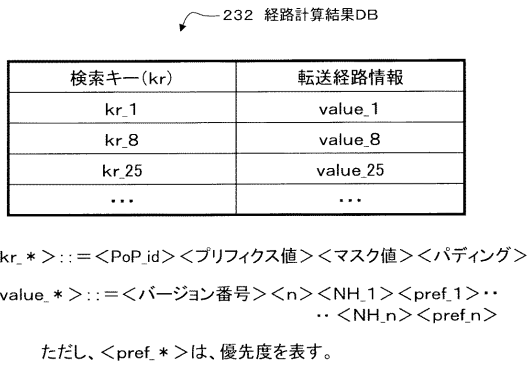 232 経路計算結果DB
検索キー(kr) 転送経路情報
kr_1 value_1
kr_8 value_8
kr_25 value_25
… …
kr_*>::=<PoP_id><プリフィクス値><マスク値><パディング>
value_*>::=<バージョン番号><n><NH_1><pref_1>‥
‥<NH_n><pref_n>
ただし、<pref_*>は、優先度を表す。